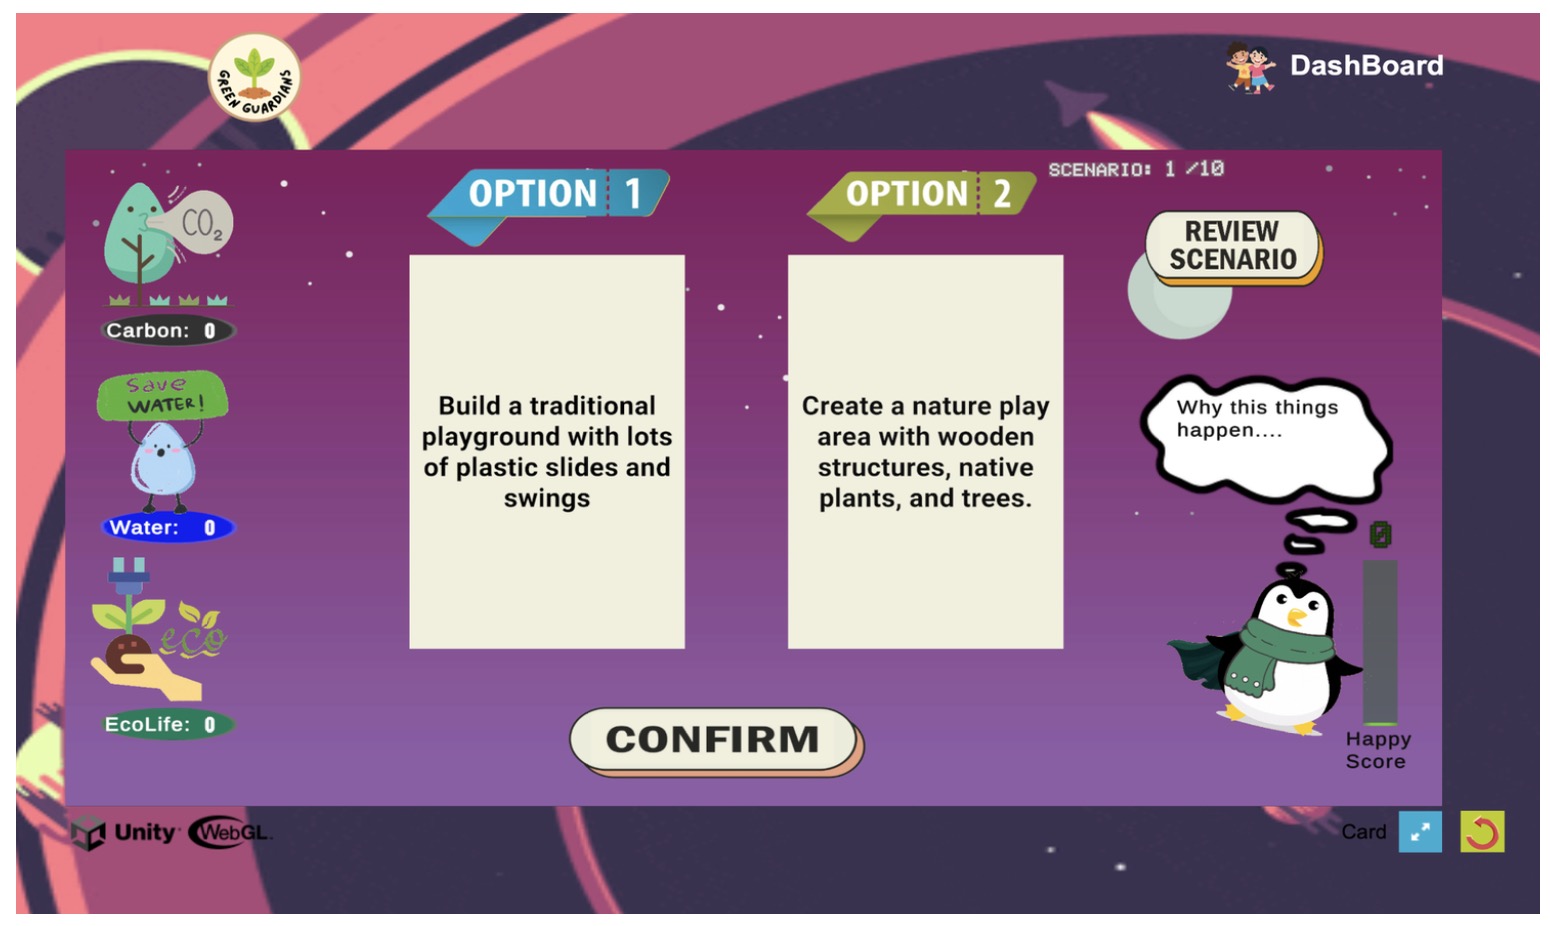 GREEN GUARDIANS
DashBoard
OPTION 1
OPTION 2
SCENARIO: 1 /10
REVIEW
SCENARIO
CO2
Carbon: 0
Save
WATER!
Water: 0
eco
EcoLife: 0
Build a traditional
playground with lots
of plastic slides and
swings
Create a nature play
area with wooden
structures, native
plants, and trees.
Why this things
happen....
0
Happy
Score
CONFIRM
Unity
WebGL
Card